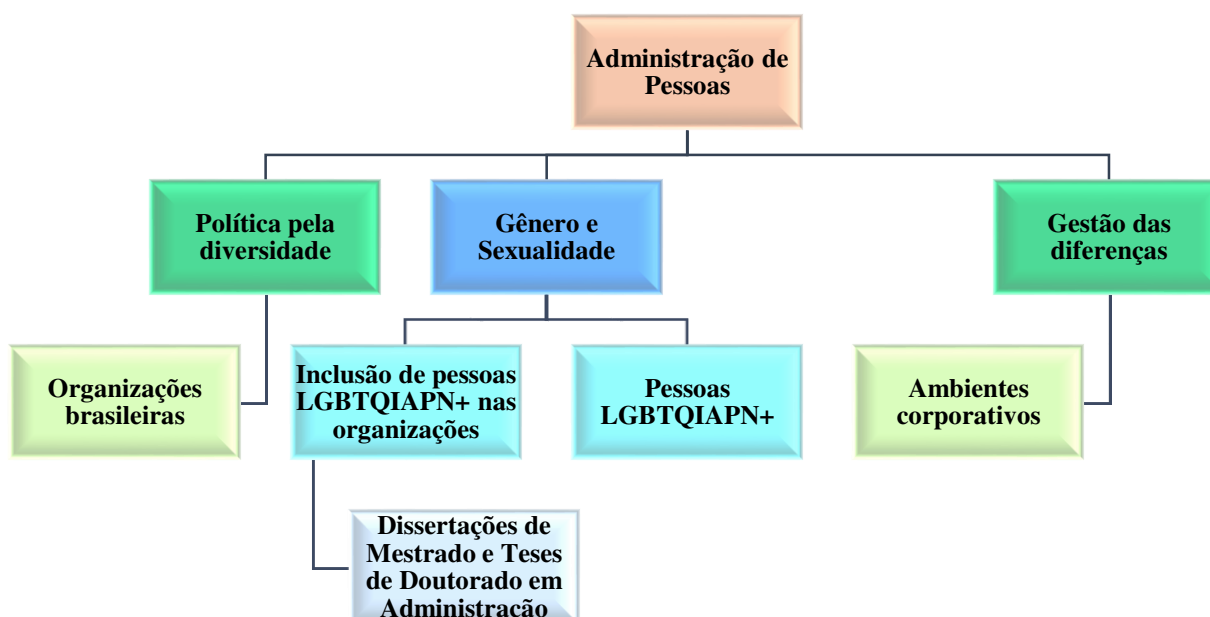 Administração de
Pessoas
Política pela
diversidade
Gênero e
Sexualidade
Gestão das
diferenças
Organizações
brasileiras
Inclusão de pessoas
LGBTQIAPN+ nas
organizações
Pessoas
LGBTQIAPN+
Ambientes
corporativos
Dissertações de
Mestrado e Teses
de Doutorado em
Administração